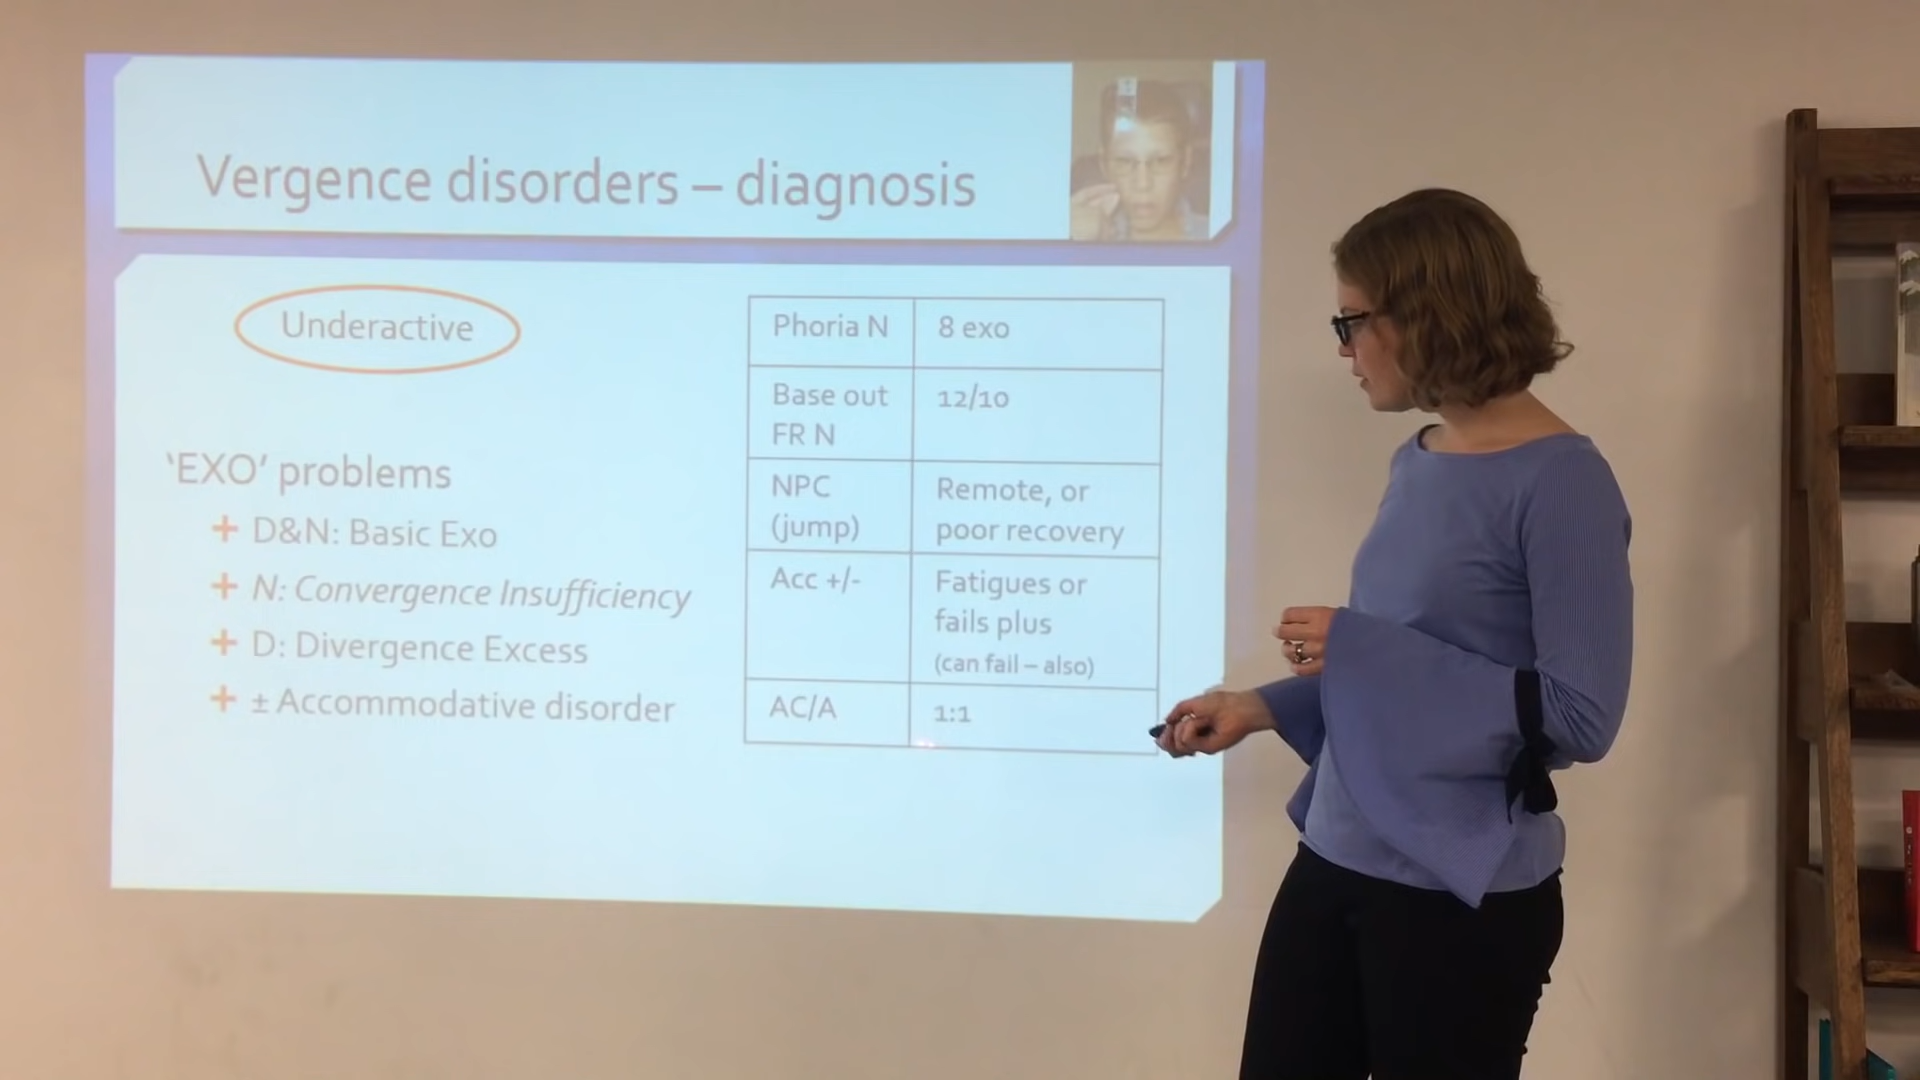 Vergence disorders – diagnosis
Underactive
'EXO' problems
+ D&N: Basic Exo
+ N: Convergence Insufficiency
+ D: Divergence Excess
+ ± Accommodative disorder
Phoria N
8 exo
Base out
FR N
12/10
NPC
(jump)
Remote, or
poor recovery
Acc +/-
Fatigues or
fails plus
(can fail – also)
AC/A
1:1